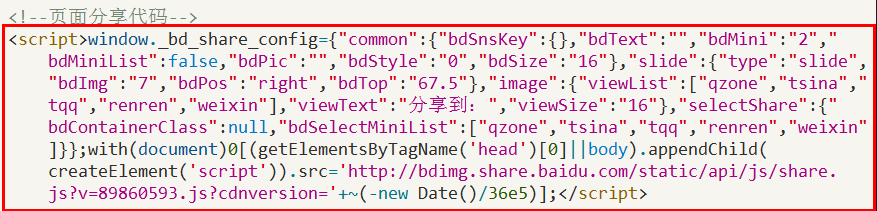 <!--页面分享代码-->
<script>window._bd_share_config={"common":{"bdSnsKey":{},"bdText":"","bdMini":"2","
bdMiniList":false,"bdPic":"","bdStyle":"0","bdSize":"16"},"slide":{"type":"slide",
"bdImg":"7","bdPos":"right","bdTop":"67.5"},"image":{"viewList":["qzone","tsina","
tqq","renren","weixin"],"viewText":"分享到：","viewSize":"16"},"selectShare":{"
bdContainerClass":null,"bdSelectMiniList":["qzone","tsina","tqq","renren","weixin"
]}};with(document)0[(getElementsByTagName('head')[0]||body).appendChild(
createElement('script')).src='http://bdimg.share.baidu.com/static/api/js/share.
js?v=89860593.js?cdnversion='+~(-new Date()/36e5)];</script>